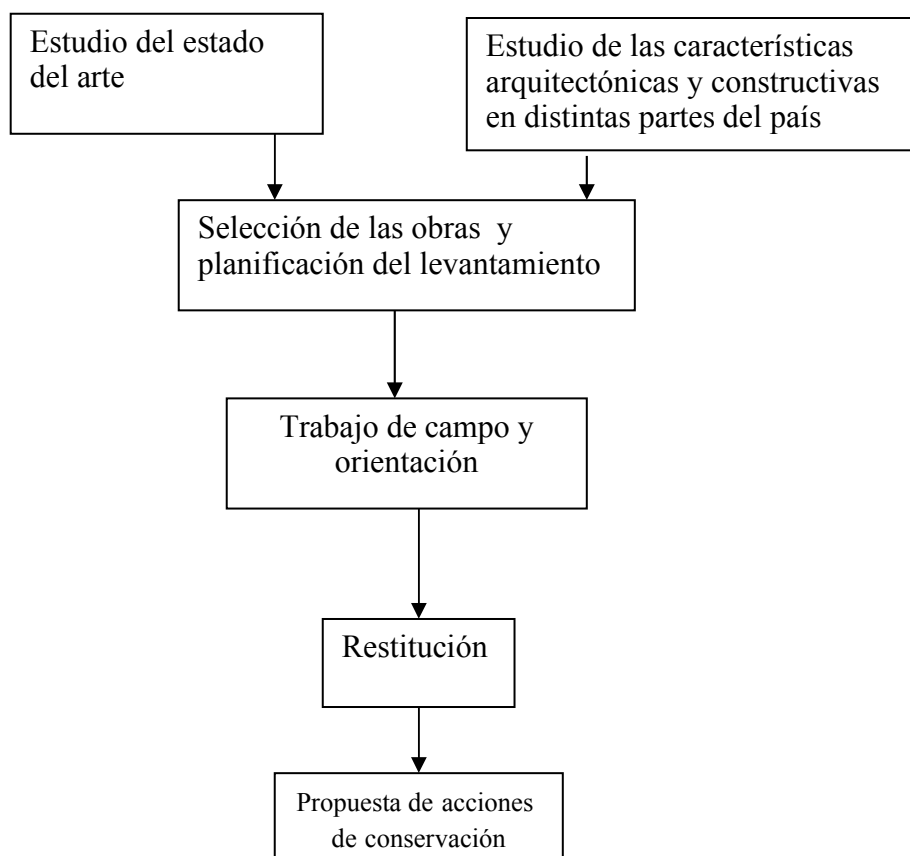 Estudio del estado
del arte
Estudio de las características
arquitectónicas y constructivas
en distintas partes del país
Selección de las obras y
planificación del levantamiento
Trabajo de campo y
orientación
Restitución
Propuesta de acciones
de conservación